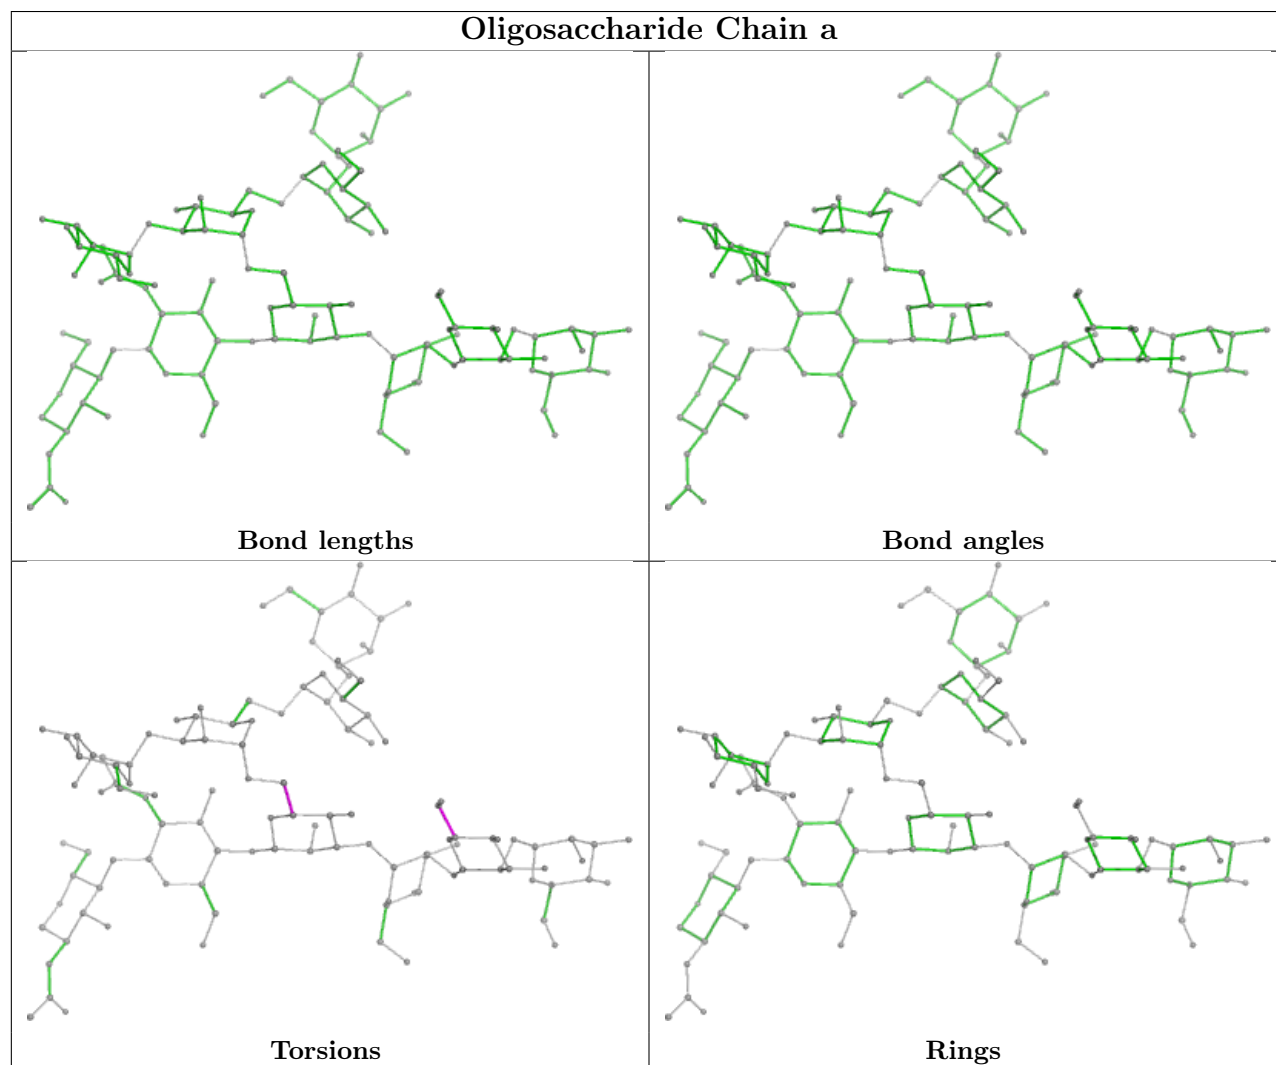 Oligosaccharide Chain a
Bond lengths
Bond angles
Torsions
Rings